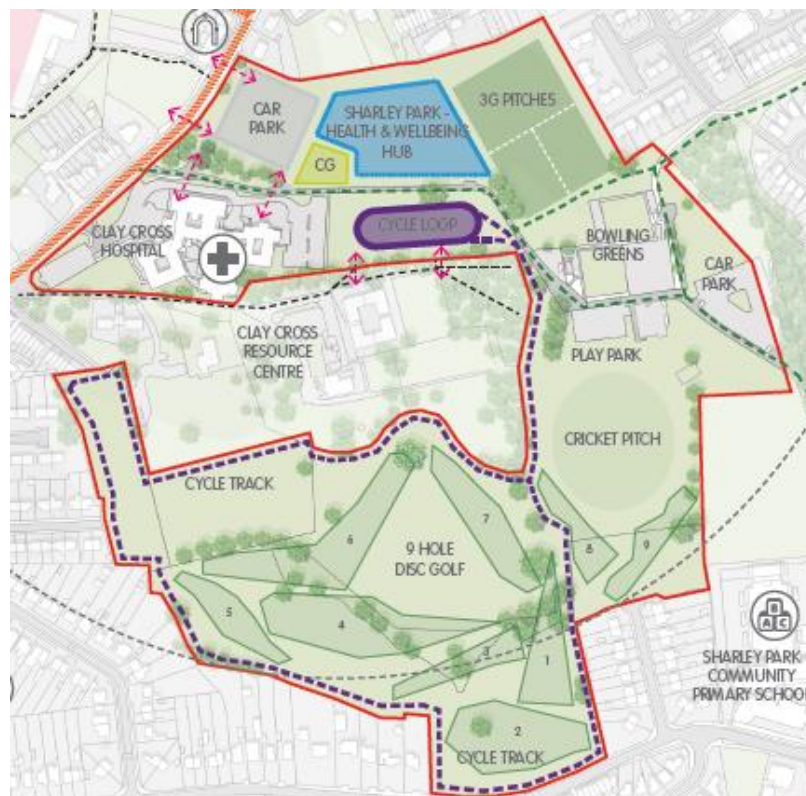 CAR
PARK
SHARLEY PARK -
HEALTH & WELLBEING
HUB
3G PITCHES
CG
CLAY CROSS
HOSPITAL
CYCLE LOOP
BOWLING
GREENS
CAR
PARK
CLAY CROSS
RESOURCE
CENTRE
PLAY PARK
CRICKET PITCH
CYCLE TRACK
6
7
9 HOLE
DISC GOLF
8
9
5
4
3
1
B
A C
SHARLEY PARK
COMMUNITY
PRIMARY SCHOOL
2
CYCLE TRACK